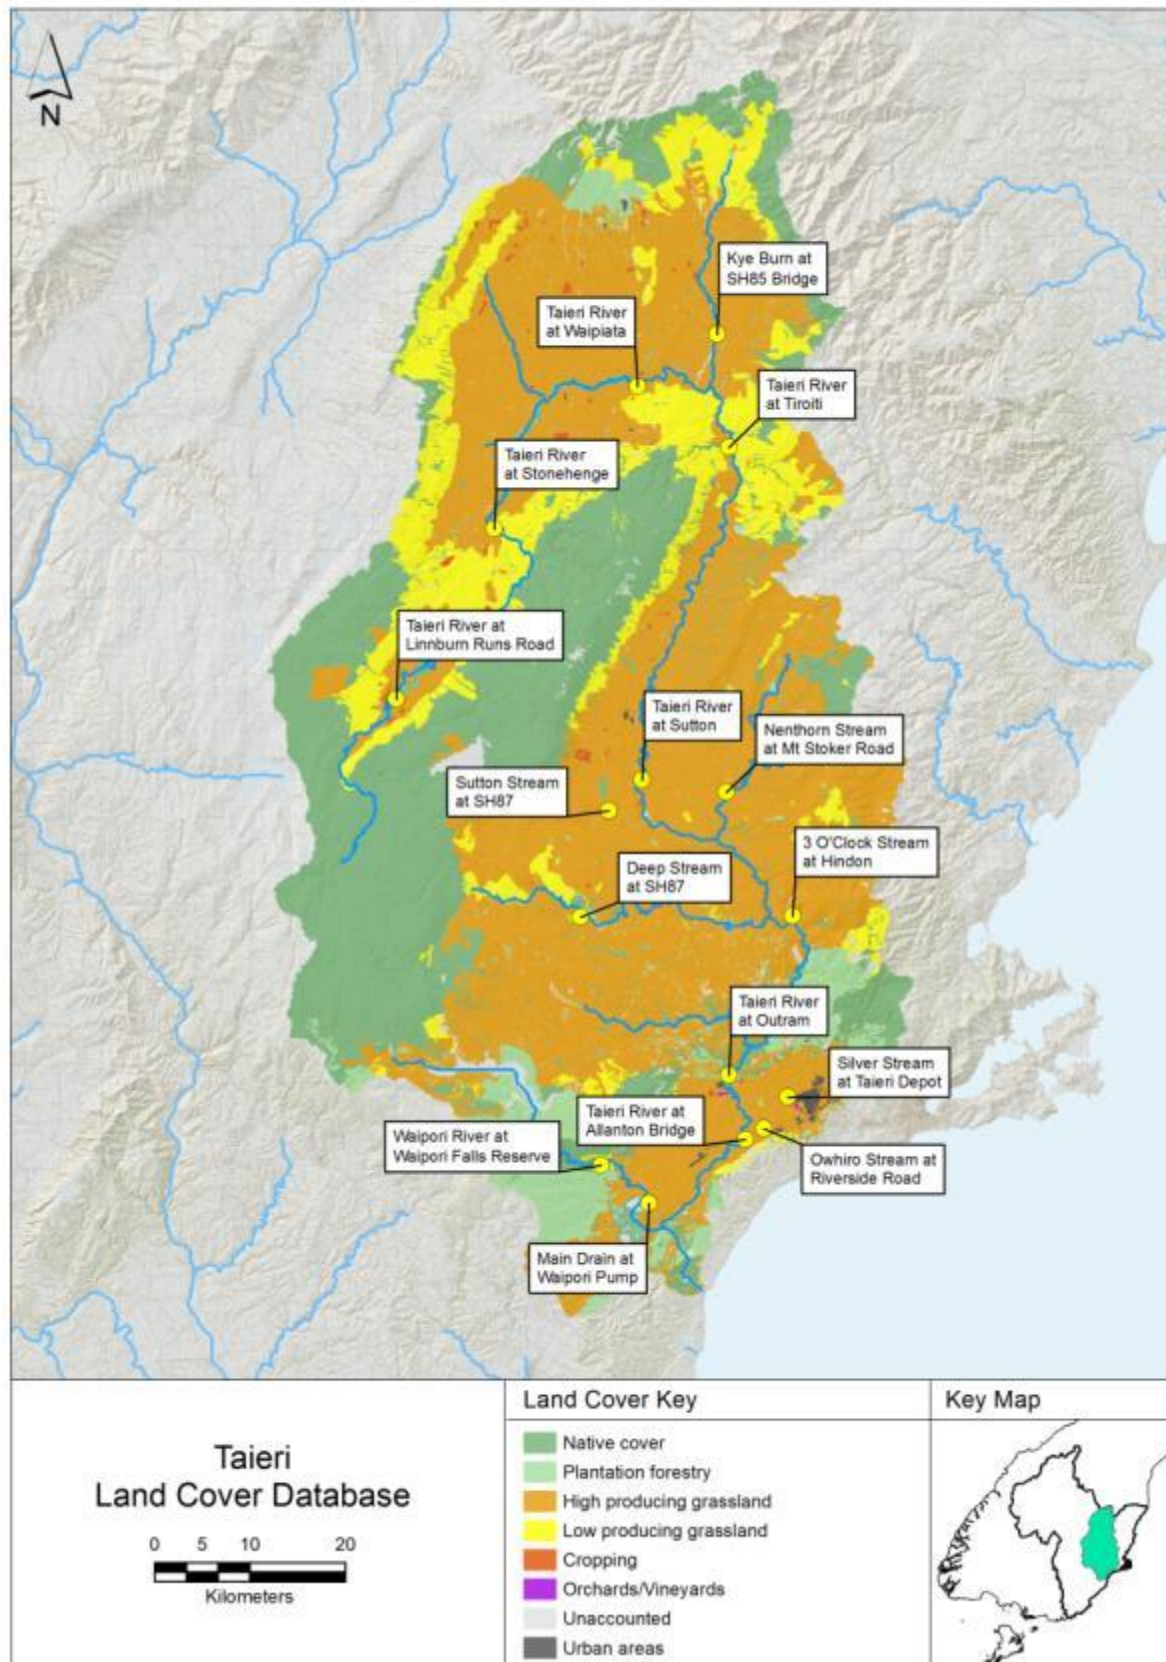 N
Kye Burn at
SH85 Bridge
Taieri River
at Waipiata
Taieri River
at Tiroiti
Taieri River
at Stonehenge
Taieri River at
Linnburn Runs Road
Taieri River
at Sutton
Nenthorn Stream
at Mt Stoker Road
Sutton Stream
at SH87
3 O'Clock Stream
at Hindon
Deep Stream
at SH87
Taieri River
at Outram
Silver Stream
at Taieri Depot
Taieri River at
Allanton Bridge
Waipori River at
Waipori Falls Reserve
Owhiro Stream at
Riverside Road
Main Drain at
Waipori Pump
Taieri
Land Cover Database
0 5 10 20
Kilometers
Land Cover Key
Native cover
Plantation forestry
High producing grassland
Low producing grassland
Cropping
Orchards/Vineyards
Unaccounted
Urban areas
Key Map